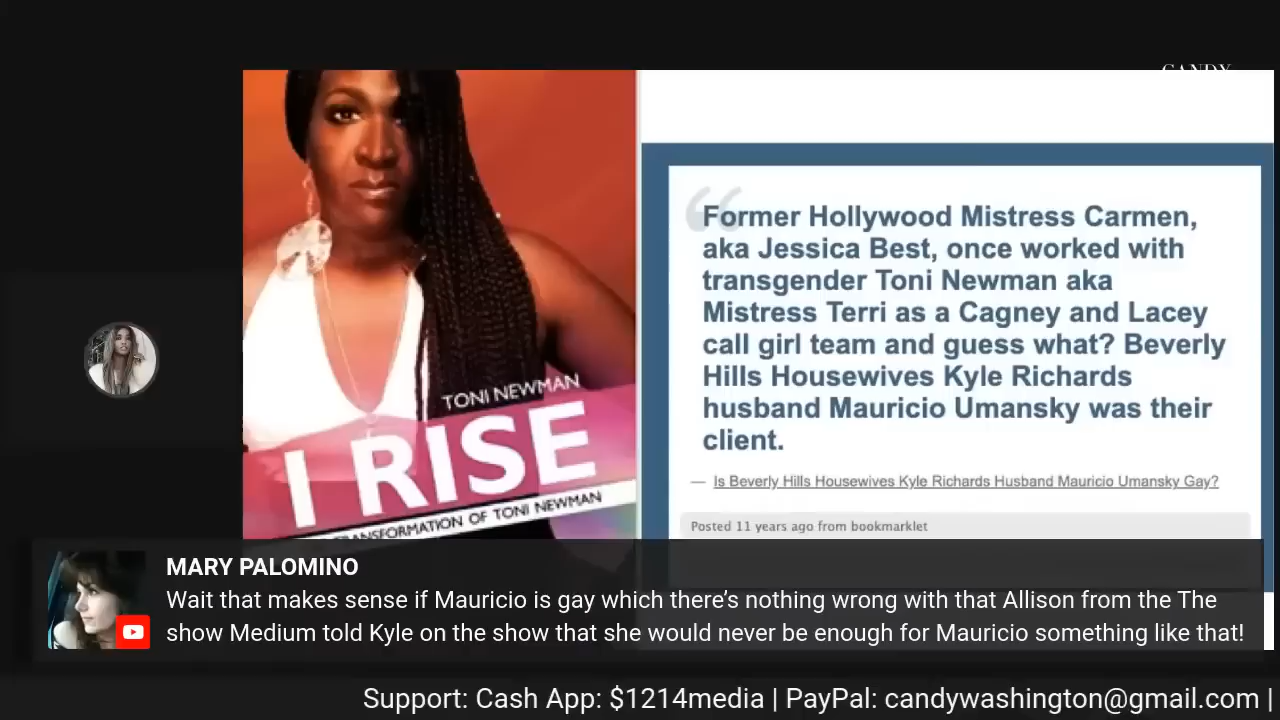 CANDY
TONI NEWMAN
I RISE
TRANSFORMATION OF TONI NEWMAN
“
Former Hollywood Mistress Carmen,
aka Jessica Best, once worked with
transgender Toni Newman aka
Mistress Terri as a Cagney and Lacey
call girl team and guess what? Beverly
Hills Housewives Kyle Richards
husband Mauricio Umansky was their
client.
— Is Beverly Hills Housewives Kyle Richards Husband Mauricio Umansky Gay?
Posted 11 years ago from bookmarklet
MARY PALOMINO
Wait that makes sense if Mauricio is gay which there’s nothing wrong with that Allison from the The
show Medium told Kyle on the show that she would never be enough for Mauricio something like that!
Support: Cash App: $1214media | PayPal: candywashington@gmail.com |